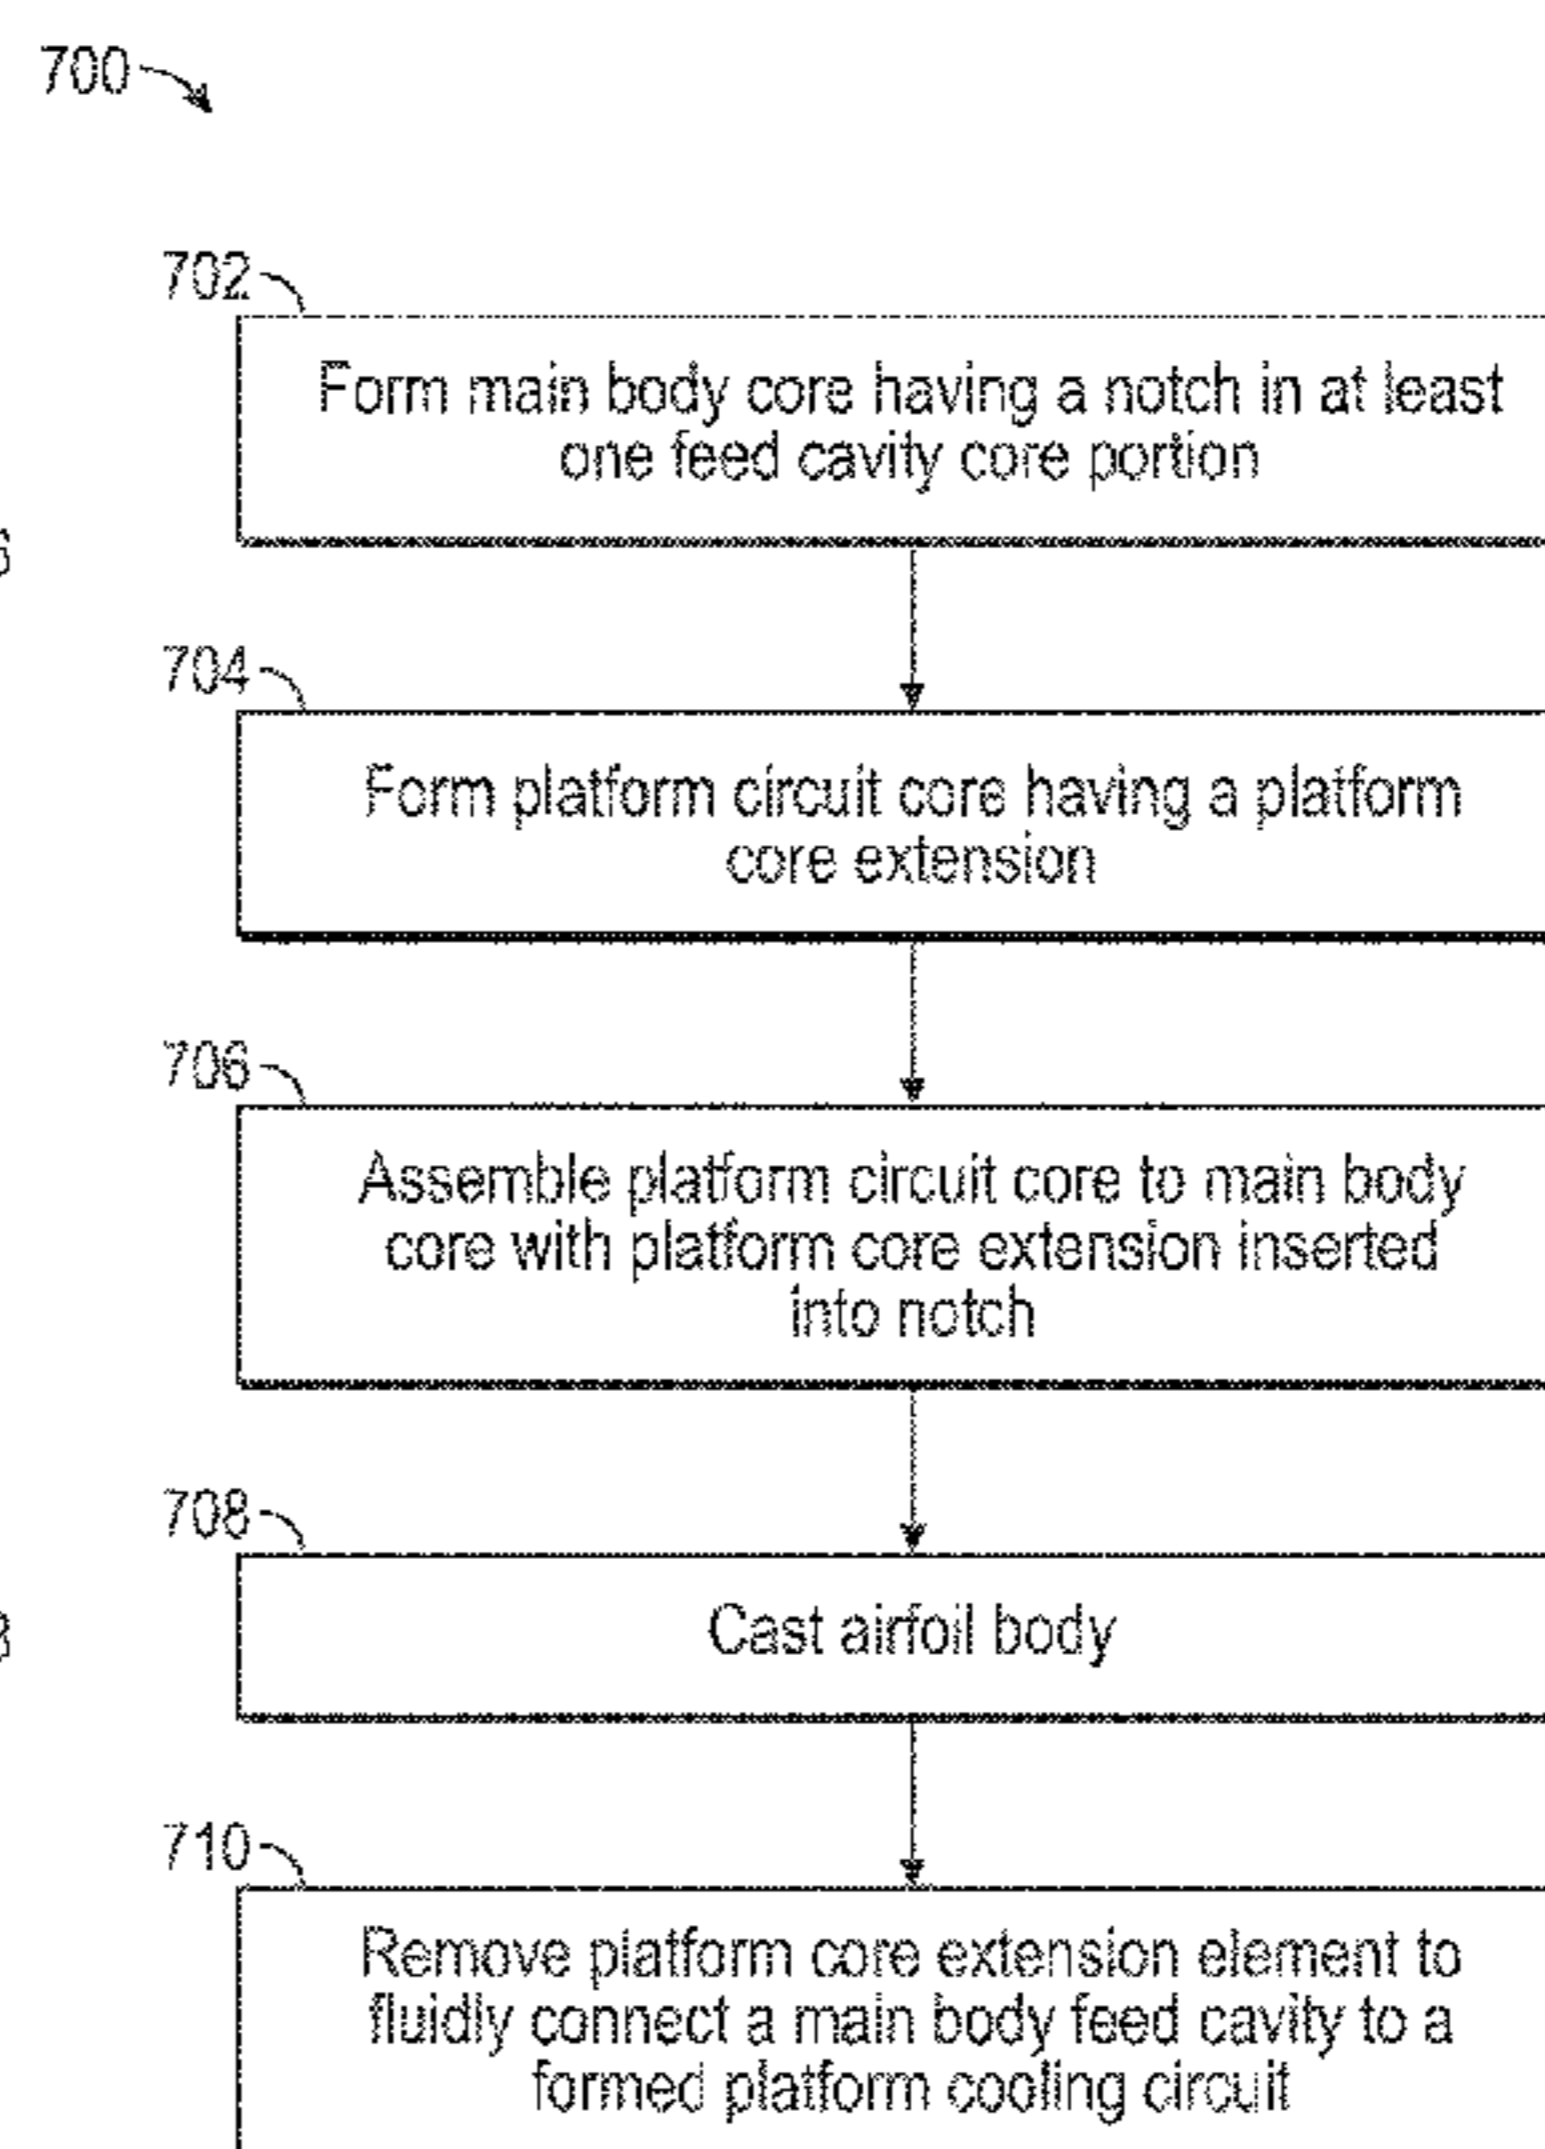 700
702
Form main body core having a notch in at least
one feed cavity core portion
704
Form platform circuit core having a platform
core extension
706
Assemble platform circuit core to main body
core with platform core extension inserted
into notch
708
Cast airfoil body
710
Remove platform core extension element to
fluidly connect a main body feed cavity to a
formed platform cooling circuit